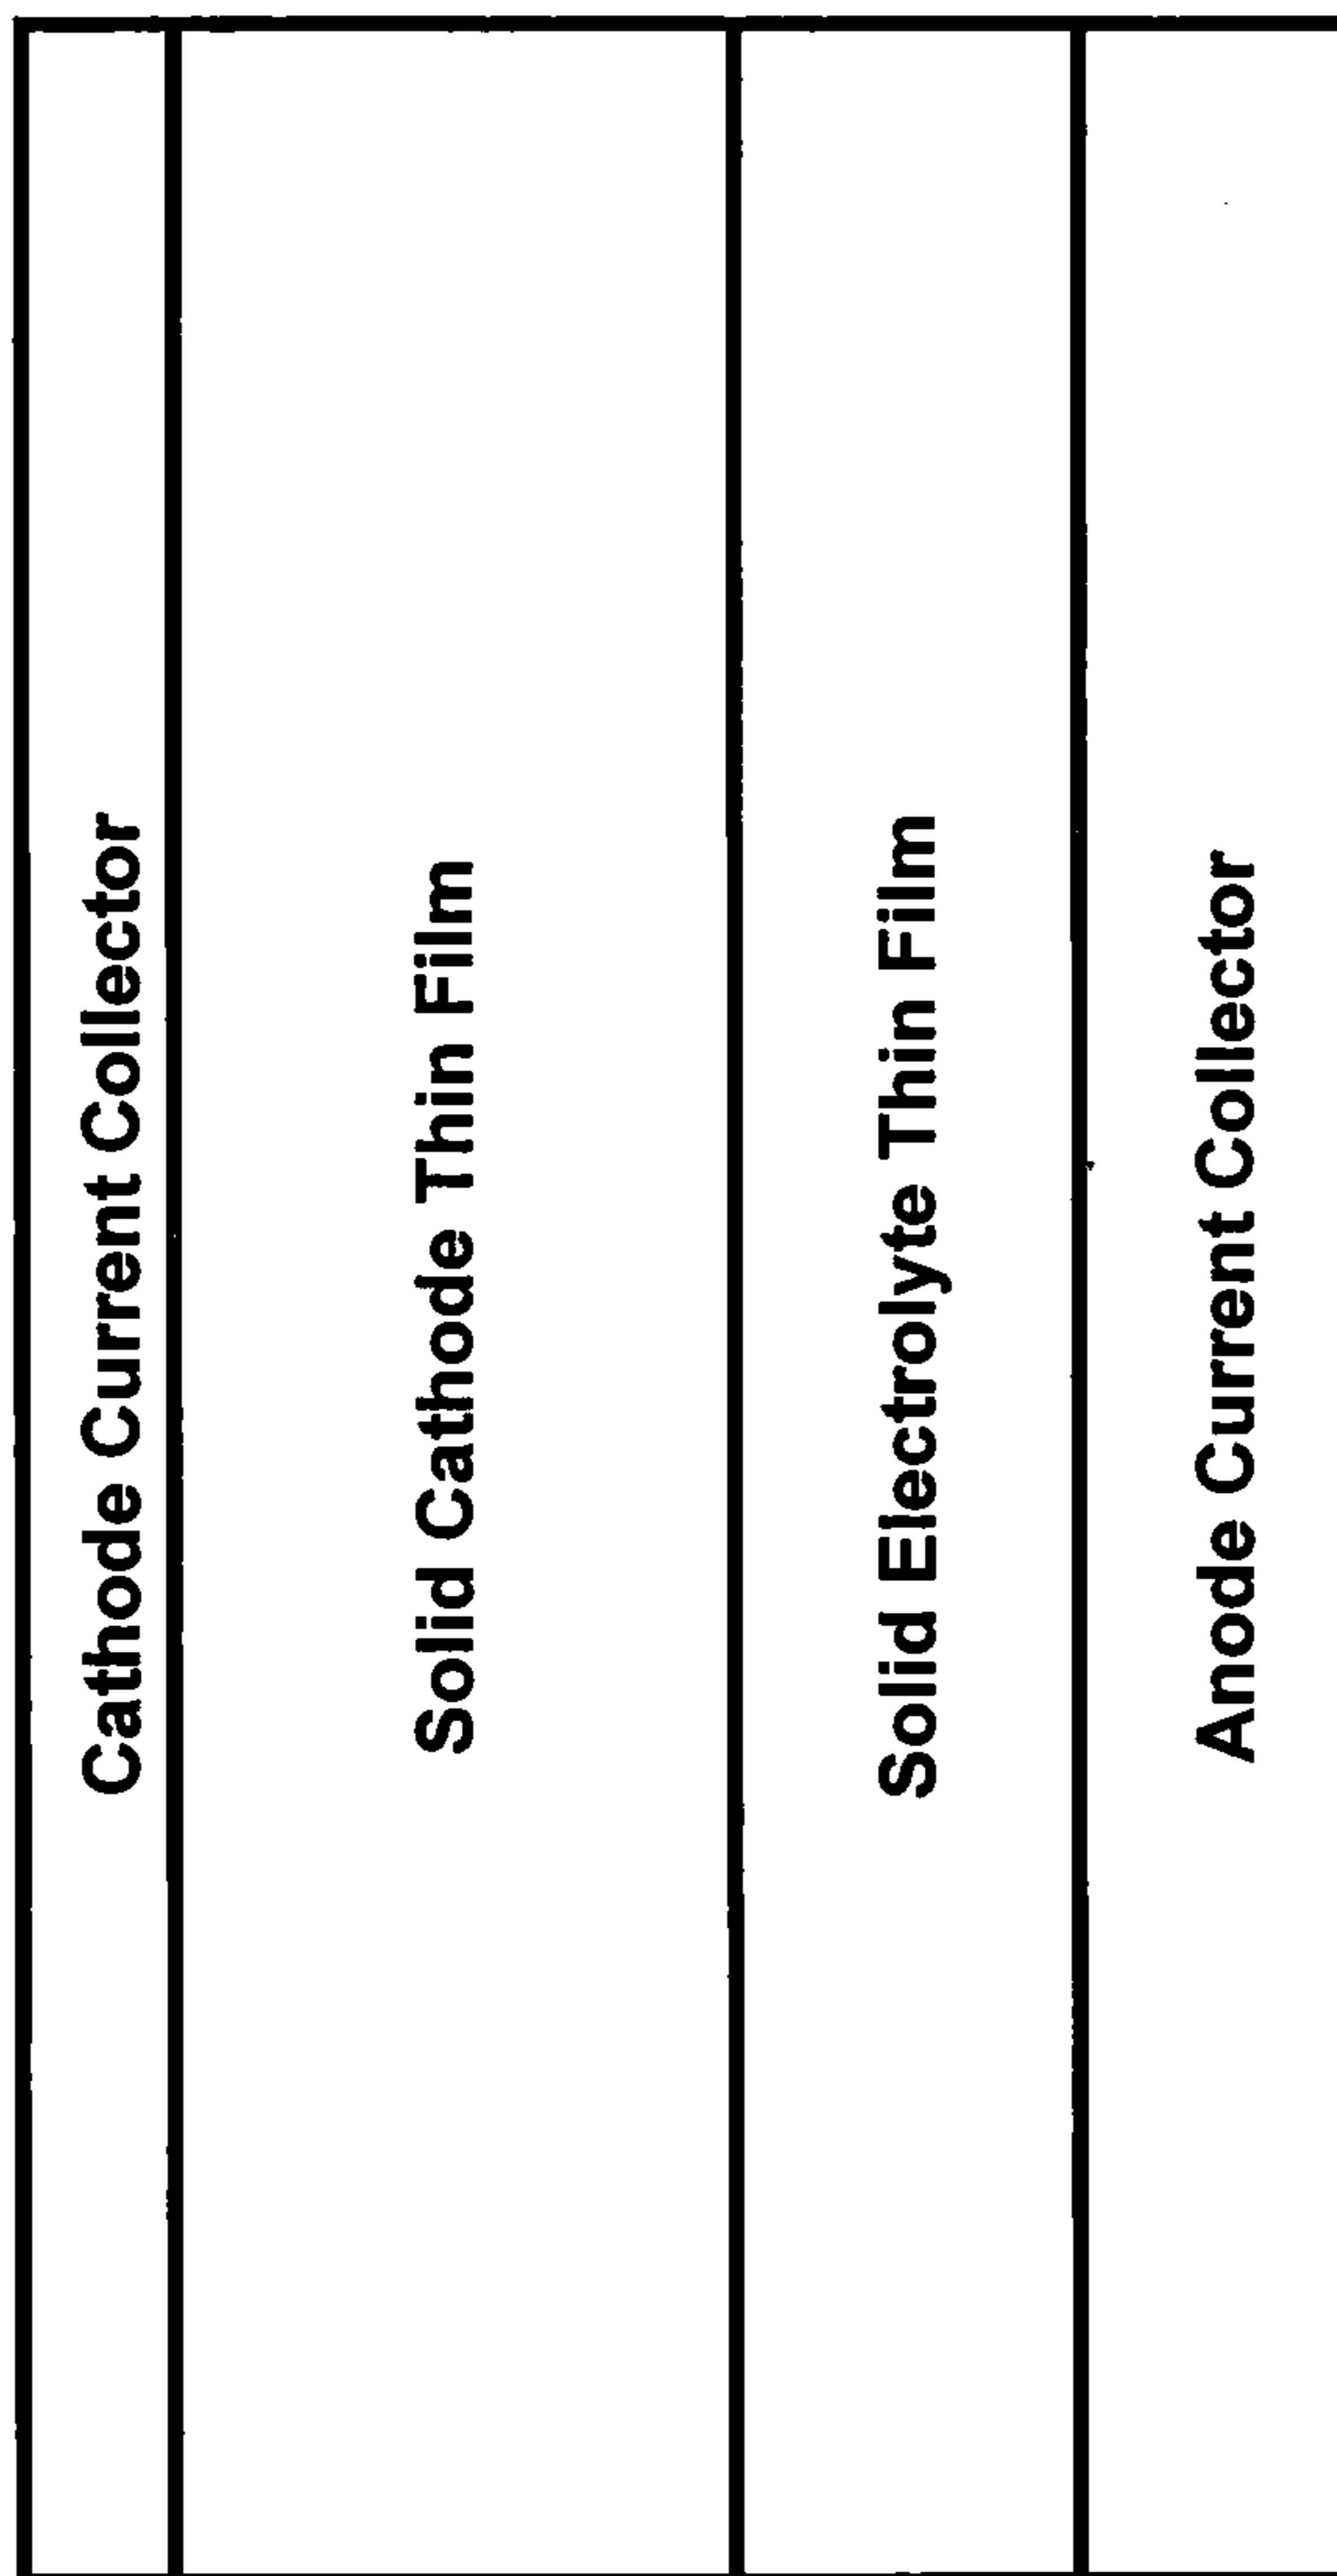 Cathode Current Collector
Solid Cathode Thin Film
Solid Electrolyte Thin Film
Anode Current Collector